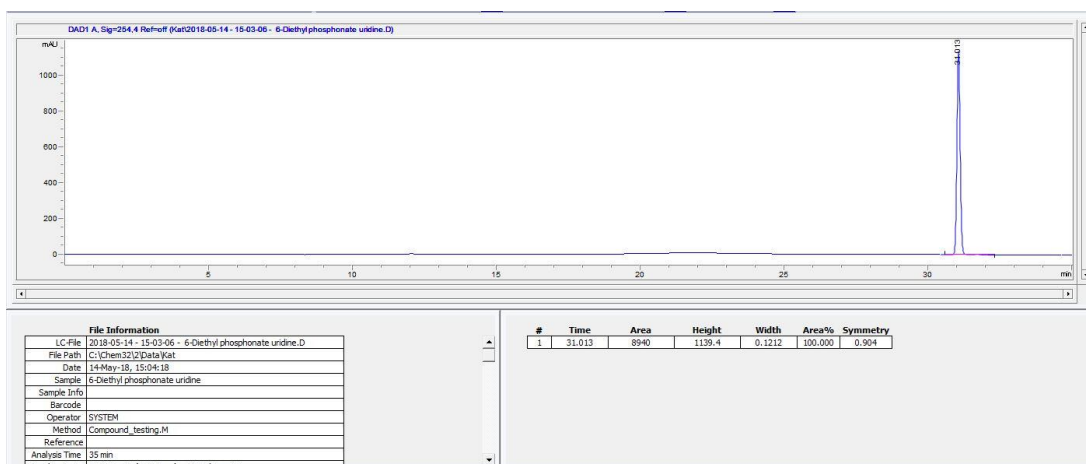 DAD1 A, Sig=254,4 Ref=off (Kat\2018-05-14 - 15-03-06 - 6-Diethyl phosphonate uridine.D)
mAU
31.013
1000
800
600
400
200
0
5 10 15 20 25 30 min
File Information
LC-File 2018-05-14 - 15-03-06 - 6-Diethyl phosphonate uridine.D
File Path C:\Chem32\2\Data\Kat
Date 14-May-18, 15:04:18
Sample 6-Diethyl phosphonate uridine
Sample Info
Barcode
Operator SYSTEM
Method Compound_testing.M
Reference
Analysis Time 35 min
# Time Area Height Width Area% Symmetry
1 31.013 8940 1139.4 0.1212 100.000 0.904